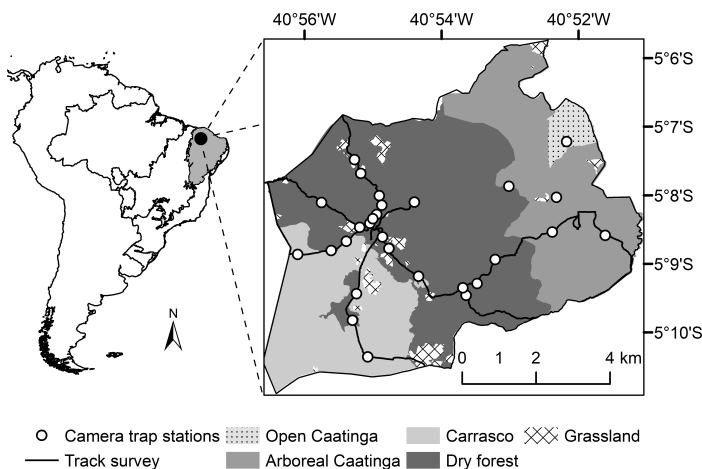 40°56'W 40°54'W 40°52'W
5°6'S
5°7'S
5°8'S
5°9'S
5°10'S
N
0 1 2 4 km
Camera trap stations Open Caatinga Carrasco Grassland
Track survey Arboreal Caatinga Dry forest